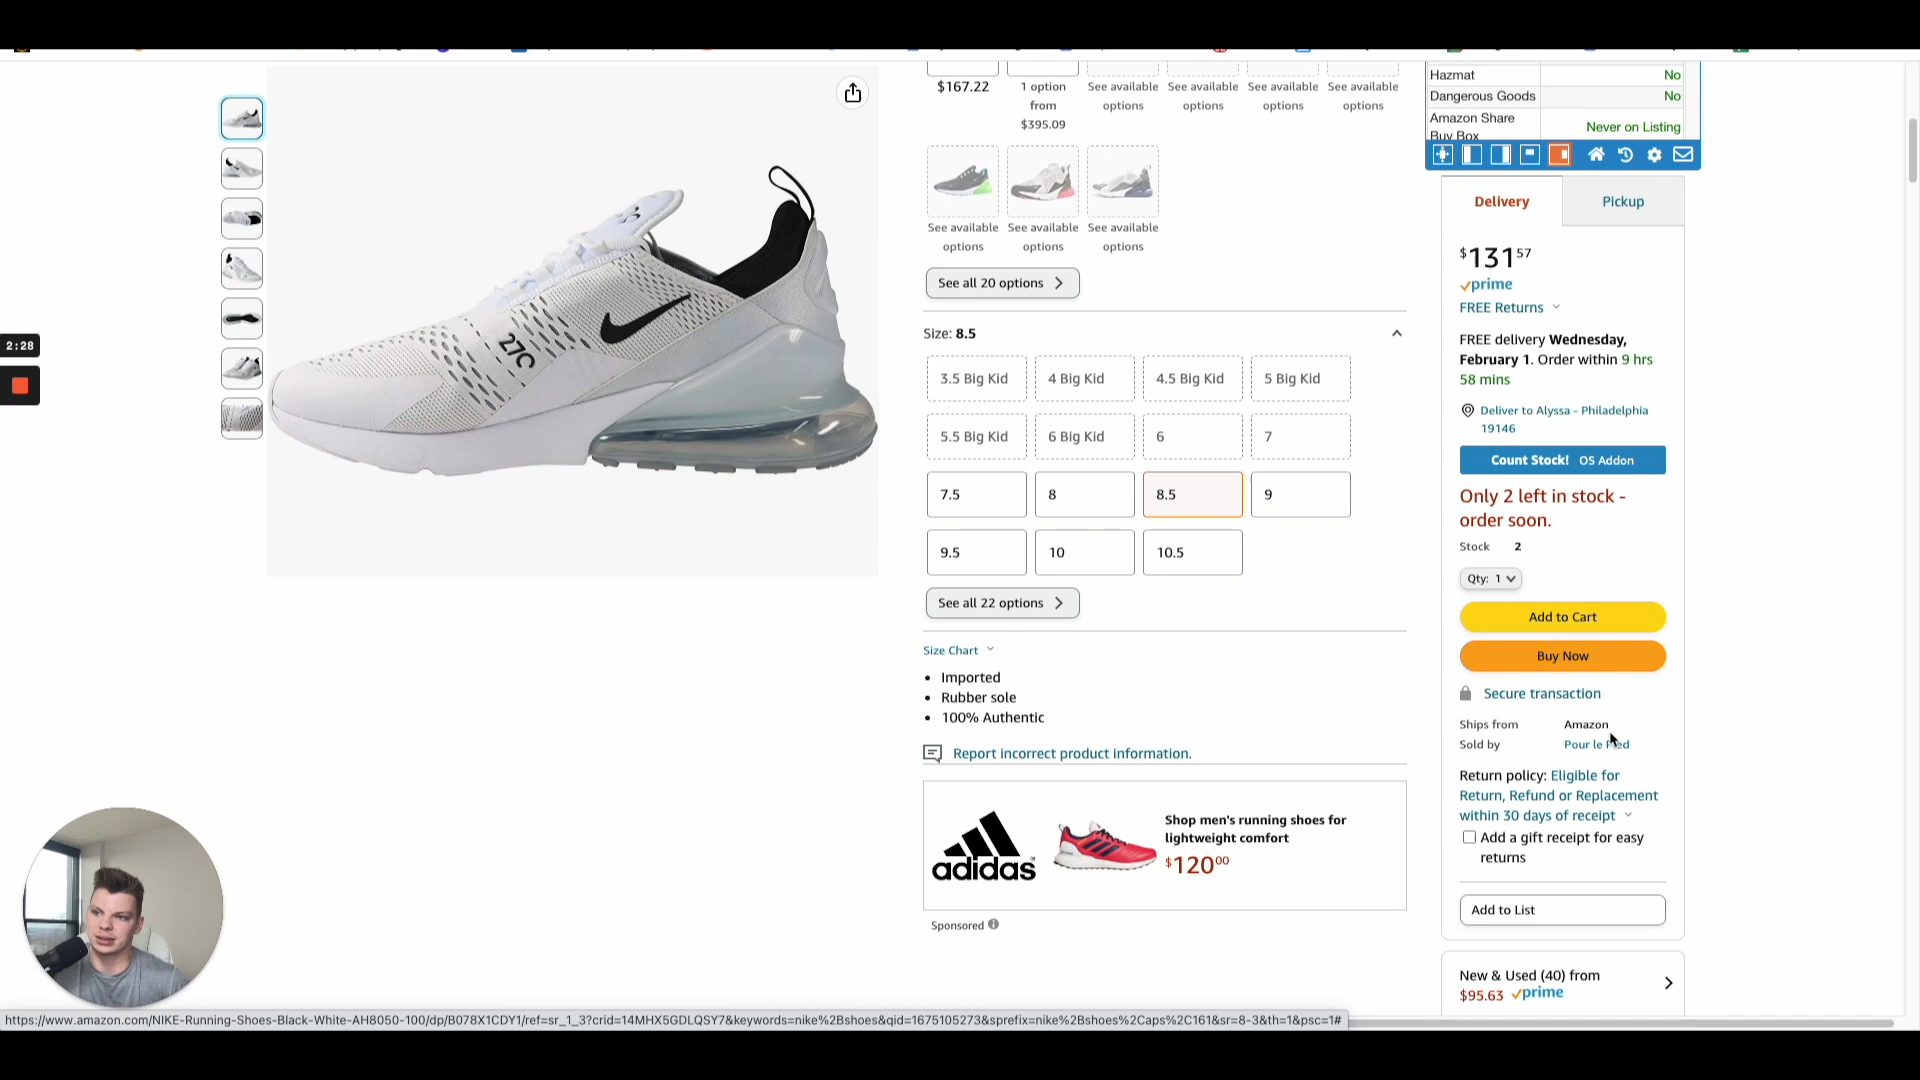 $167.22
1 option
from
$395.09
See available
options
See available
options
See available
options
See available
options
See available
options
See available
options
See available
options
See all 20 options
Size: 8.5
3.5 Big Kid
4 Big Kid
4.5 Big Kid
5 Big Kid
5.5 Big Kid
6 Big Kid
6
7
7.5
8
8.5
9
9.5
10
10.5
See all 22 options
Size Chart
• Imported
• Rubber sole
• 100% Authentic
Report incorrect product information.
adidas
Shop men's running shoes for
lightweight comfort
$120.00
Sponsored
Hazmat No
Dangerous Goods No
Amazon Share
Buy Box
Never on Listing
Delivery
Pickup
$131 57
prime
FREE Returns
FREE delivery Wednesday,
February 1. Order within 9 hrs
58 mins
Deliver to Alyssa - Philadelphia
19146
Count Stock! OS Addon
Only 2 left in stock -
order soon.
Stock 2
Qty: 1
Add to Cart
Buy Now
Secure transaction
Ships from Amazon
Sold by Pour le
Return policy: Eligible for
Return, Refund or Replacement
within 30 days of receipt
Add a gift receipt for easy
returns
Add to List
New & Used (40) from
$95.63 prime
2:28
27C
https://www.amazon.com/NIKE-Running-Shoes-Black-White-AH8050-100/dp/B078X1CDY1/ref=sr_1_3?crid=14MHX5GDLQSY7&keywords=nike%2Bshoes&qid=1675105273&sprefix=nike%2Bshoes%2Caps%2C161&sr=8-3&th=1&psc=1#